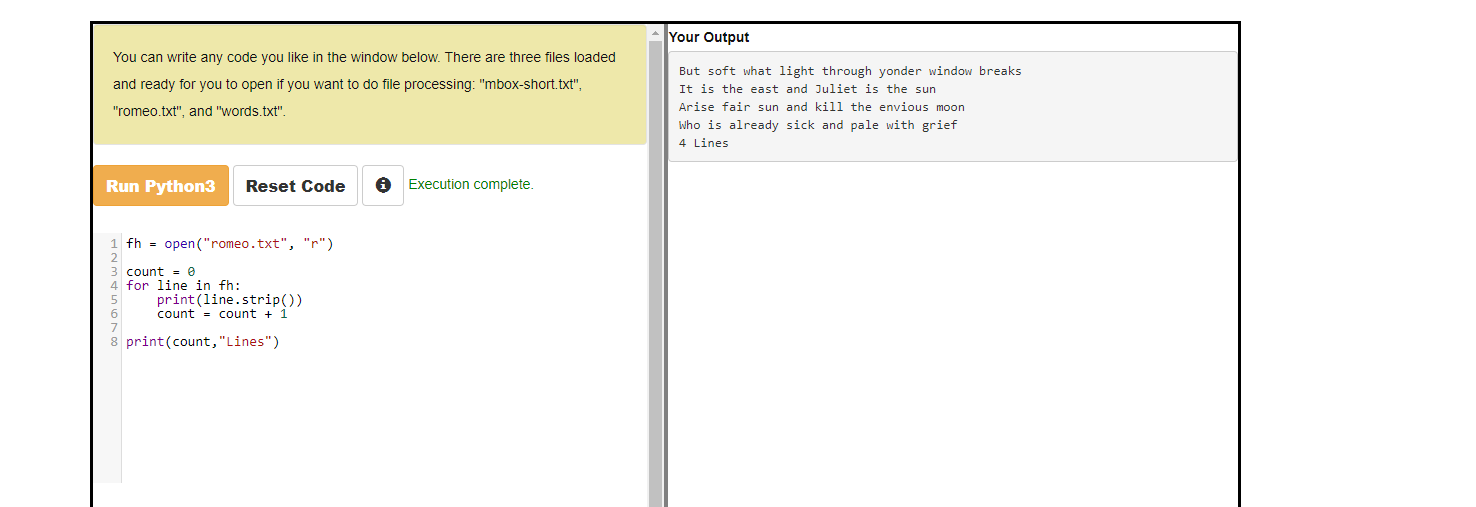 You can write any code you like in the window below. There are three files loaded
and ready for you to open if you want to do file processing: "mbox-short.txt",
"romeo.txt", and "words.txt".
Run Python3 Reset Code Execution complete.
1 fh = open("romeo.txt", "r")
2
3 count = 0
4 for line in fh:
5     print(line.strip())
6     count = count + 1
7
8 print(count,"Lines")
Your Output
But soft what light through yonder window breaks
It is the east and Juliet is the sun
Arise fair sun and kill the envious moon
Who is already sick and pale with grief
4 Lines